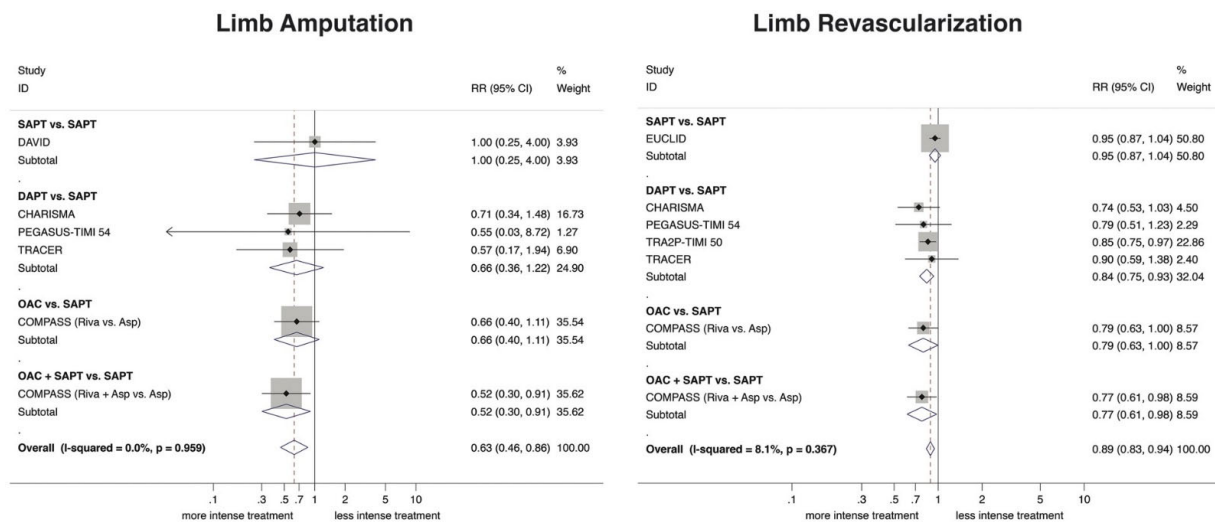 Limb Amputation
Study
ID RR (95% CI) % Weight
SAPT vs. SAPT
DAVID 1.00 (0.25, 4.00) 3.93
Subtotal 1.00 (0.25, 4.00) 3.93
.
DAPT vs. SAPT
CHARISMA 0.71 (0.34, 1.48) 16.73
PEGASUS-TIMI 54 0.55 (0.03, 8.72) 1.27
TRACER 0.57 (0.17, 1.94) 6.90
Subtotal 0.66 (0.36, 1.22) 24.90
.
OAC vs. SAPT
COMPASS (Riva vs. Asp) 0.66 (0.40, 1.11) 35.54
Subtotal 0.66 (0.40, 1.11) 35.54
.
OAC + SAPT vs. SAPT
COMPASS (Riva + Asp vs. Asp) 0.52 (0.30, 0.91) 35.62
Subtotal 0.52 (0.30, 0.91) 35.62
.
Overall (I-squared = 0.0%, p = 0.959) 0.63 (0.46, 0.86) 100.00
.1 .3 .5 .7 1 2 5 10
more intense treatment less intense treatment
Limb Revascularization
Study
ID RR (95% CI) % Weight
SAPT vs. SAPT
EUCLID 0.95 (0.87, 1.04) 50.80
Subtotal 0.95 (0.87, 1.04) 50.80
.
DAPT vs. SAPT
CHARISMA 0.74 (0.53, 1.03) 4.50
PEGASUS-TIMI 54 0.79 (0.51, 1.23) 2.29
TRA2P-TIMI 50 0.85 (0.75, 0.97) 22.86
TRACER 0.90 (0.59, 1.38) 2.40
Subtotal 0.84 (0.75, 0.93) 32.04
.
OAC vs. SAPT
COMPASS (Riva vs. Asp) 0.79 (0.63, 1.00) 8.57
Subtotal 0.79 (0.63, 1.00) 8.57
.
OAC + SAPT vs. SAPT
COMPASS (Riva + Asp vs. Asp) 0.77 (0.61, 0.98) 8.59
Subtotal 0.77 (0.61, 0.98) 8.59
.
Overall (I-squared = 8.1%, p = 0.367) 0.89 (0.83, 0.94) 100.00
.1 .3 .5 .7 1 2 5 10
more intense treatment less intense treatment